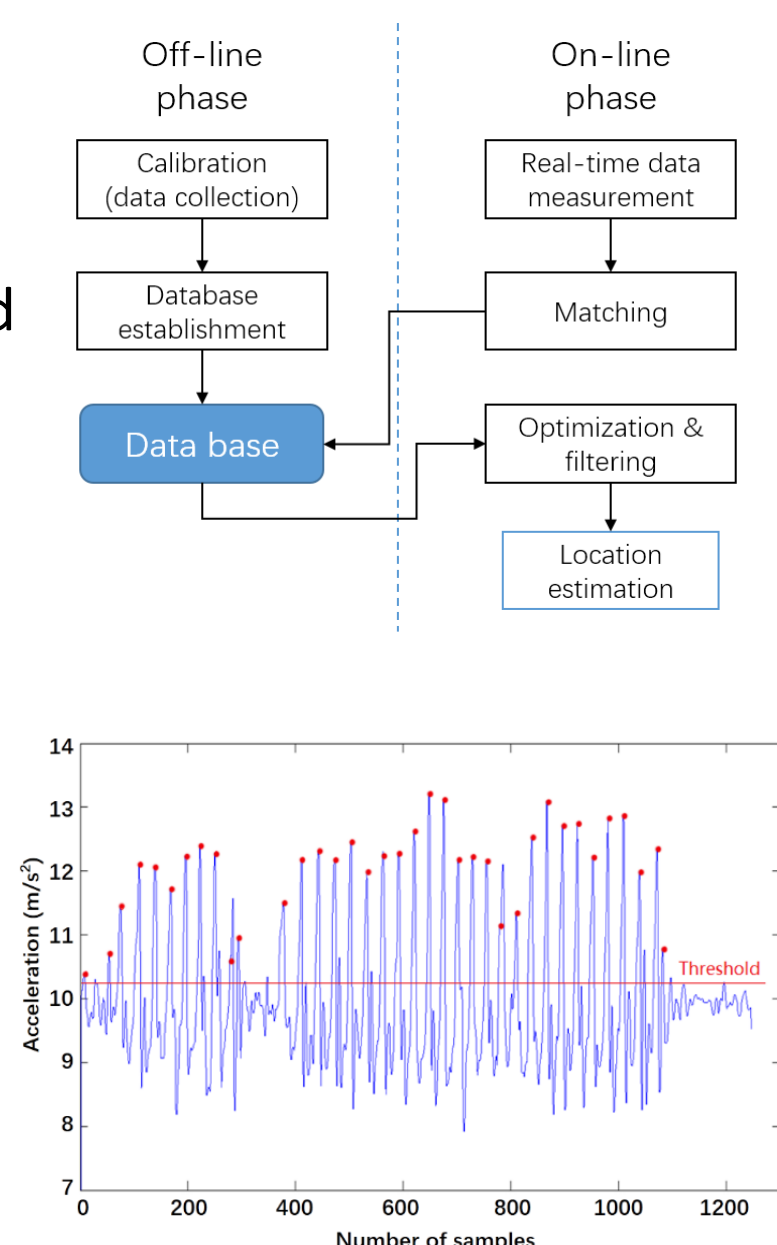 Off-line
phase
On-line
phase
Calibration
(data collection)
Real-time data
measurement
Database
establishment
Matching
Data base
Optimization &
filtering
Location
estimation
14
13
12
11
10
9
8
7
Acceleration (m/s²)
Threshold
0
200
400
600
800
1000
1200
Number of samples